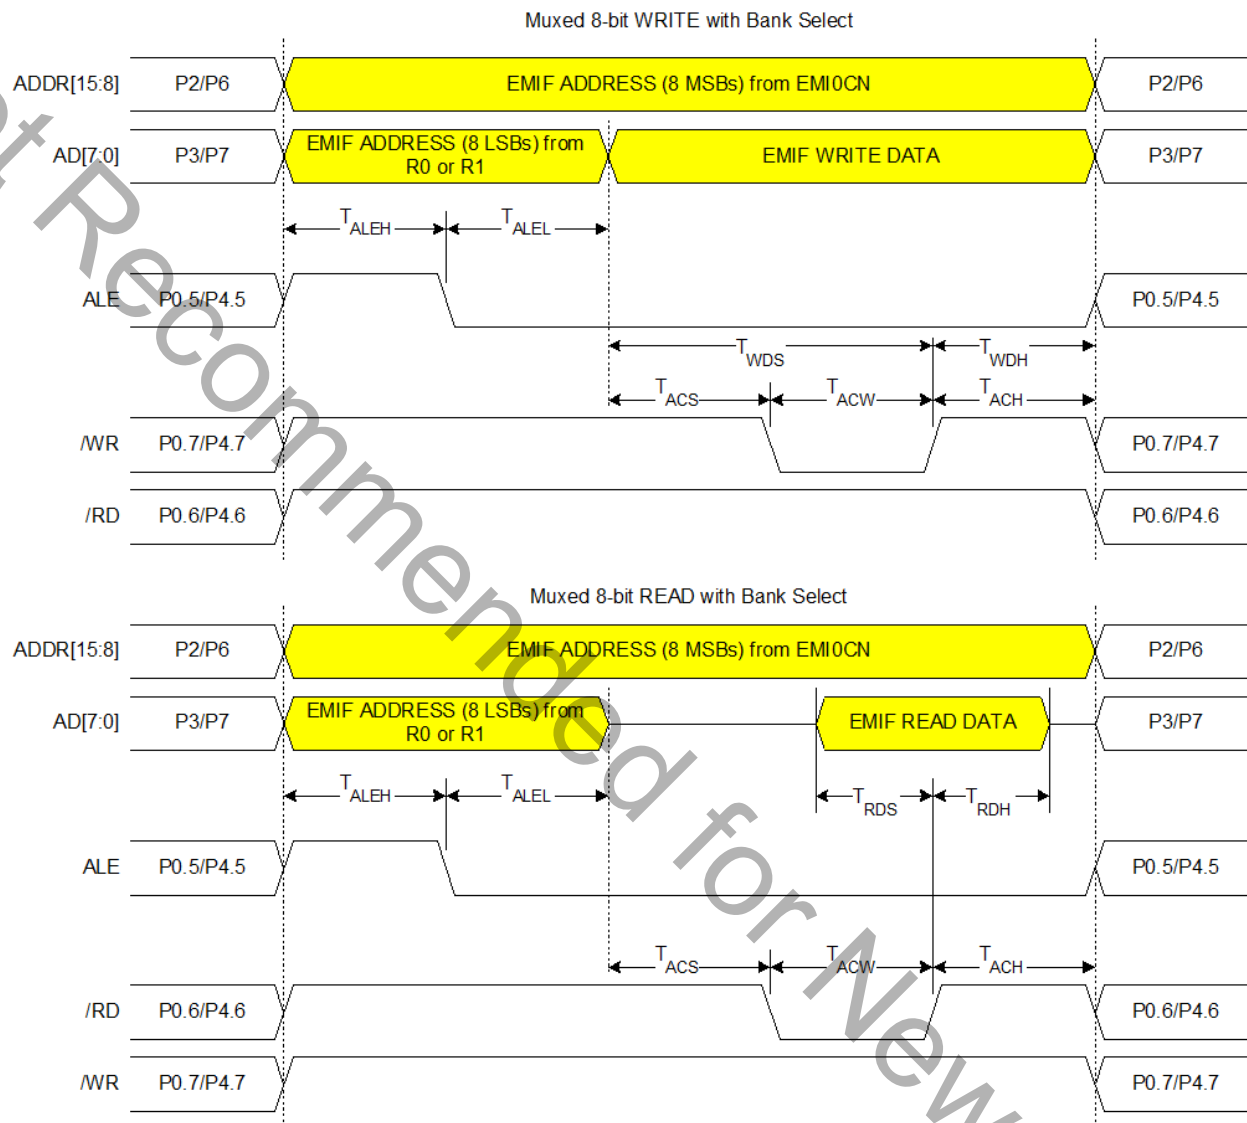 Muxed 8-bit WRITE with Bank Select
ADDR[15:8] P2/P6 EMIF ADDRESS (8 MSBs) from EMI0CN P2/P6
AD[7:0] P3/P7 EMIF ADDRESS (8 LSBs) from R0 or R1 EMIF WRITE DATA P3/P7
TALEH TALEL
ALE P0.5/P4.5 P0.5/P4.5
TWDS TWDH
TACS TACW TACH
/WR P0.7/P4.7 P0.7/P4.7
/RD P0.6/P4.6 P0.6/P4.6
Muxed 8-bit READ with Bank Select
ADDR[15:8] P2/P6 EMIF ADDRESS (8 MSBs) from EMI0CN P2/P6
AD[7:0] P3/P7 EMIF ADDRESS (8 LSBs) from R0 or R1 EMIF READ DATA P3/P7
TALEH TALEL TRDS TRDH
ALE P0.5/P4.5 P0.5/P4.5
TACS TACW TACH
/RD P0.6/P4.6 P0.6/P4.6
/WR P0.7/P4.7 P0.7/P4.7
Recommended for New